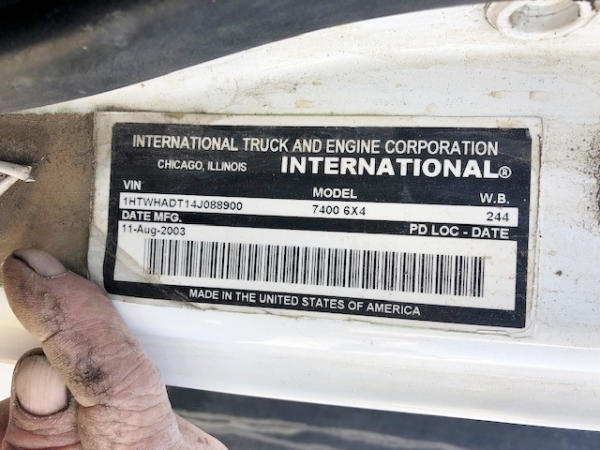 INTERNATIONAL TRUCK AND ENGINE CORPORATION
CHICAGO, ILLINOIS INTERNATIONAL®
VIN MODEL W.B.
1HTWHADT14J088900 7400 6X4 244
DATE MFG. PD LOC - DATE
11-Aug-2003
MADE IN THE UNITED STATES OF AMERICA